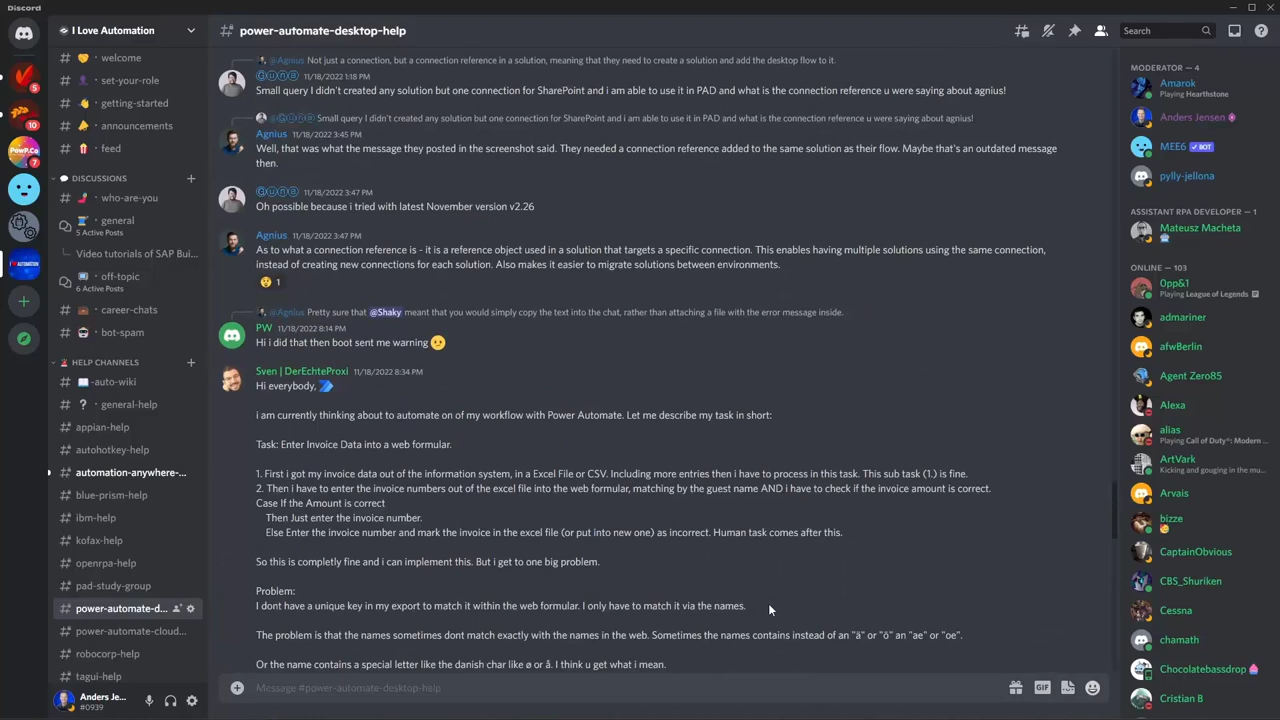 Discord
I Love Automation
welcome
set-your-role
getting-started
announcements
feed
DISCUSSIONS
who-are-you
general
5 Active Posts
Video tutorials of SAP Bui...
off-topic
6 Active Posts
career-chats
bot-spam
HELP CHANNELS
-auto-wiki
general-help
appian-help
autohotkey-help
automation-anywhere-...
blue-prism-help
ibm-help
kofax-help
openrpa-help
pad-study-group
power-automate-d...
power-automate-cloud...
robocorp-help
tagui-help
5
10
7
Anders Je...
#0939
power-automate-desktop-help
Search
@Agnius Not just a connection, but a connection reference in a solution, meaning that they need to create a solution and add the desktop flow to it.
Ⓖⓤⓝⓐ 11/18/2022 1:18 PM
Small query I didn't created any solution but one connection for SharePoint and i am able to use it in PAD and what is the connection reference u were saying about agnius!
@Ⓖⓤⓝⓐ Small query I didn't created any solution but one connection for SharePoint and i am able to use it in PAD and what is the connection reference u were saying about agnius!
Agnius 11/18/2022 3:45 PM
Well, that was what the message they posted in the screenshot said. They needed a connection reference added to the same solution as their flow. Maybe that's an outdated message
then.
Ⓖⓤⓝⓐ 11/18/2022 3:47 PM
Oh possible because i tried with latest November version v2.26
Agnius 11/18/2022 3:47 PM
As to what a connection reference is - it is a reference object used in a solution that targets a specific connection. This enables having multiple solutions using the same connection,
instead of creating new connections for each solution. Also makes it easier to migrate solutions between environments.
1
@Agnius Pretty sure that @Shaky meant that you would simply copy the text into the chat, rather than attaching a file with the error message inside.
PW 11/18/2022 8:14 PM
Hi i did that then boot sent me warning
Sven | DerEchteProxi 11/18/2022 8:34 PM
Hi everybody,
i am currently thinking about to automate on of my workflow with Power Automate. Let me describe my task in short:
Task: Enter Invoice Data into a web formular.
1. First i got my invoice data out of the information system, in a Excel File or CSV. Including more entries then i have to process in this task. This sub task (1.) is fine.
2. Then i have to enter the invoice numbers out of the excel file into the web formular, matching by the guest name AND i have to check if the invoice amount is correct.
Case If the Amount is correct
Then Just enter the invoice number.
Else Enter the invoice number and mark the invoice in the excel file (or put into new one) as incorrect. Human task comes after this.
So this is completly fine and i can implement this. But i get to one big problem.
Problem:
I dont have a unique key in my export to match it within the web formular. I only have to match it via the names.
The problem is that the names sometimes dont match exactly with the names in the web. Sometimes the names contains instead of an "ä" or "ö" an "ae" or "oe".
Or the name contains a special letter like the danish char like ø or å. I think u get what i mean.
Message #power-automate-desktop-help
GIF
MODERATOR — 4
Amarok
Playing Hearthstone
Anders Jensen
MEE6 BOT
pylly-jellona
ASSISTANT RPA DEVELOPER — 1
Mateusz Macheta
ONLINE — 103
0pp&1
Playing League of Legends
admariner
afwBerlin
Agent Zero85
Alexa
alias
Playing Call of Duty®: Modern ...
ArtVark
Kicking and gouging in the mu...
Arvais
bizze
CaptainObvious
CBS_Shuriken
Cessna
chamath
Chocolatebassdrop
Cristian B